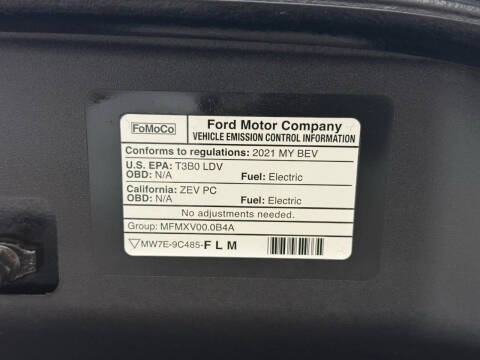 FoMoCo
Ford Motor Company
VEHICLE EMISSION CONTROL INFORMATION
Conforms to regulations: 2021 MY BEV
U.S. EPA: T3B0 LDV
OBD: N/A Fuel: Electric
California: ZEV PC
OBD: N/A Fuel: Electric
No adjustments needed.
Group: MFMXV00.0B4A
MW7E-9C485-F L M